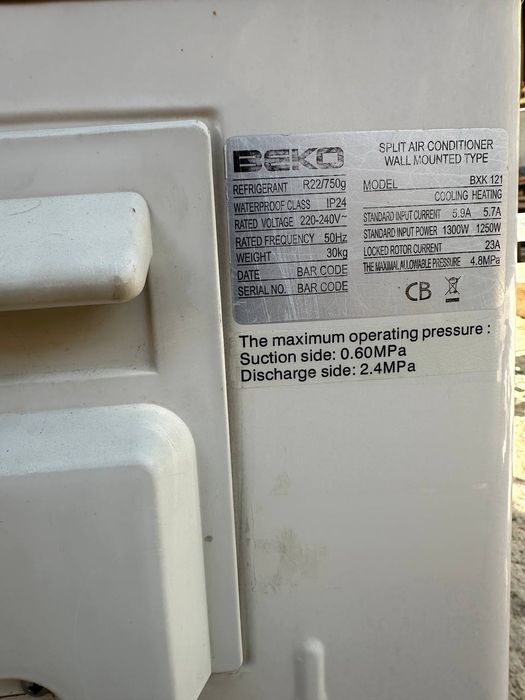 BEKO
SPLIT AIR CONDITIONER
WALL MOUNTED TYPE
REFRIGERANT R22/750g
WATERPROOF CLASS IP24
RATED VOLTAGE 220-240V~
RATED FREQUENCY 50Hz
WEIGHT 30kg
DATE BAR CODE
SERIAL NO. BAR CODE
MODEL BXK 121
COOLING HEATING
STANDARD INPUT CURRENT 5.9A 5.7A
STANDARD INPUT POWER 1300W 1250W
LOCKED ROTOR CURRENT 23A
THE MAXIMAL ALLOWABLE PRESSURE 4.8MPa
CB
The maximum operating pressure :
Suction side: 0.60MPa
Discharge side: 2.4MPa